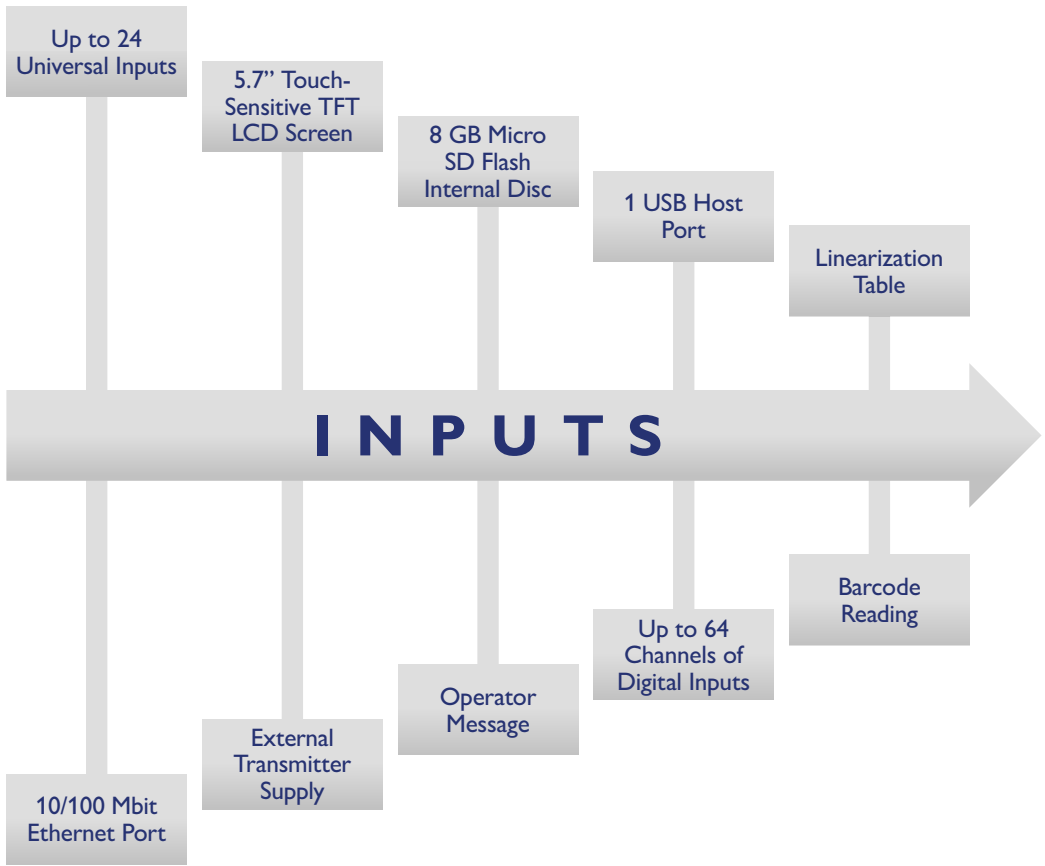 Up to 24
Universal Inputs
5.7” Touch-
Sensitive TFT
LCD Screen
8 GB Micro
SD Flash
Internal Disc
1 USB Host
Port
Linearization
Table
INPUTS
Barcode
Reading
Up to 64
Channels of
Digital Inputs
Operator
Message
External
Transmitter
Supply
10/100 Mbit
Ethernet Port